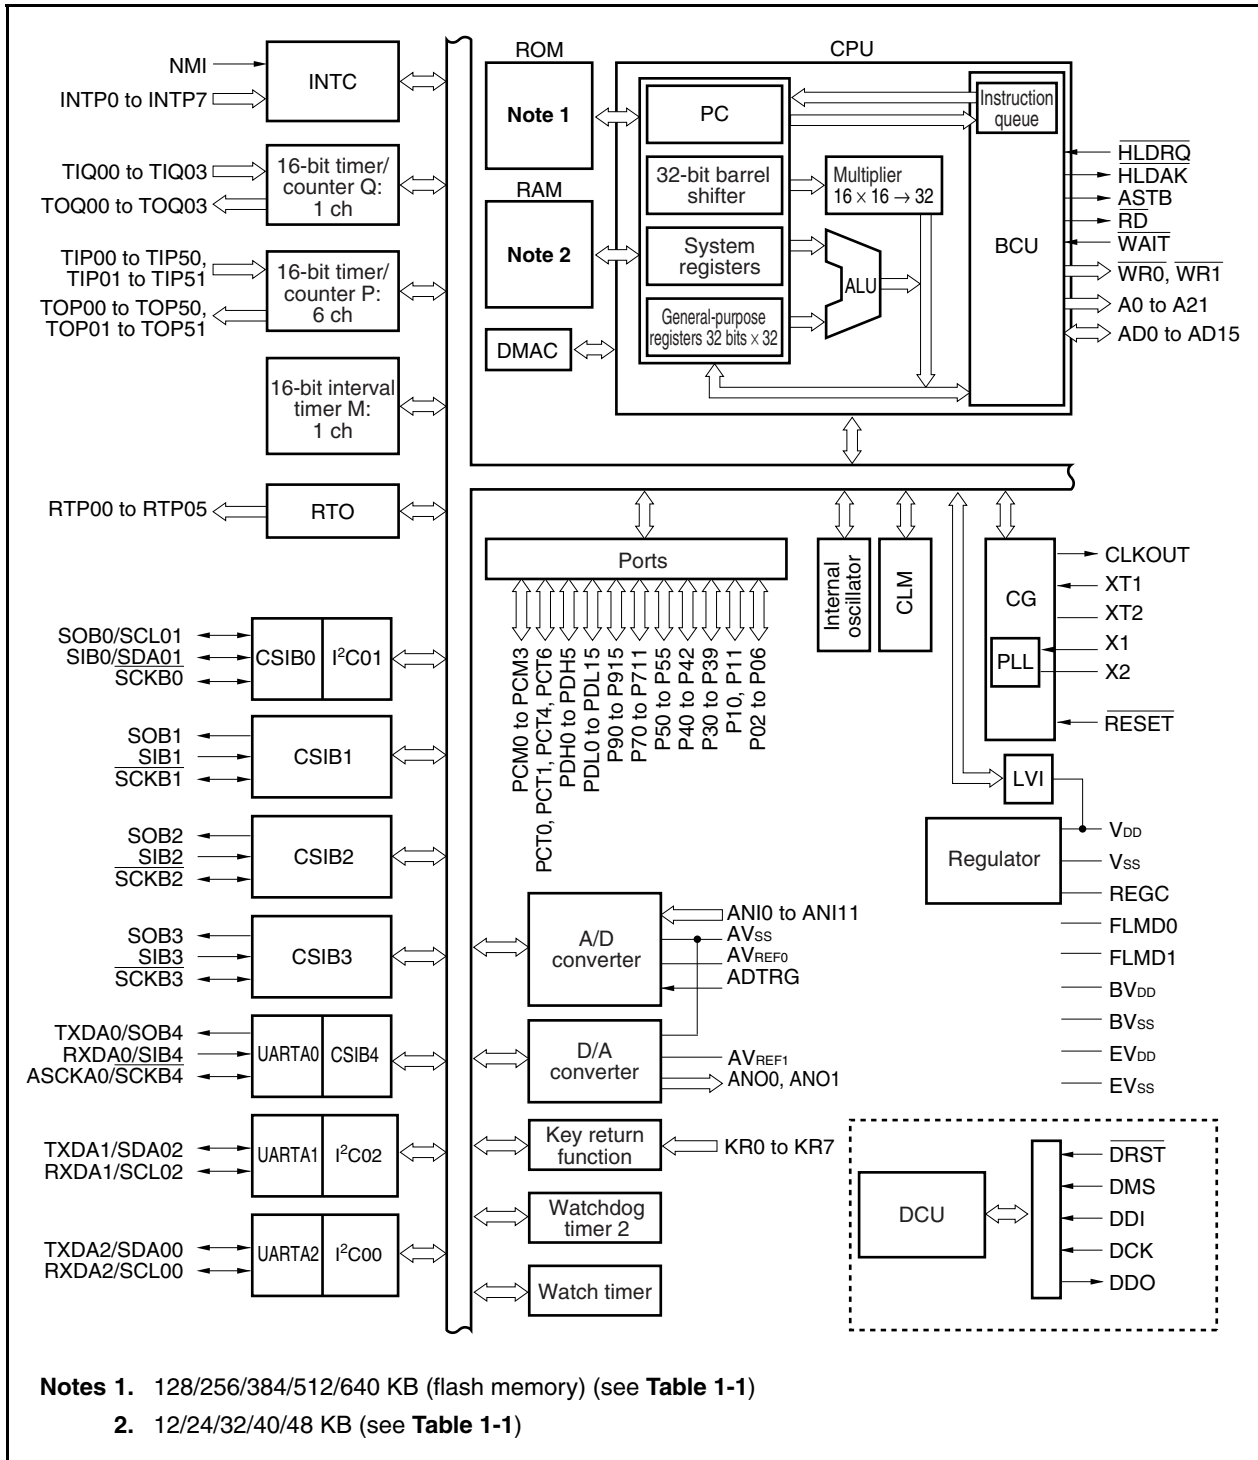 NMI
INTP0 to INTP7
INTC
TIQ00 to TIQ03
TOQ00 to TOQ03
16-bit timer/
counter Q:
1 ch
TIP00 to TIP50,
TIP01 to TIP51
TOP00 to TOP50,
TOP01 to TOP51
16-bit timer/
counter P:
6 ch
16-bit interval
timer M:
1 ch
RTP00 to RTP05
RTO
SOB0/SCL01
SIB0/SDA01
SCKB0
CSIB0
I²C01
SOB1
SIB1
SCKB1
CSIB1
SOB2
SIB2
SCKB2
CSIB2
SOB3
SIB3
SCKB3
CSIB3
TXDA0/SOB4
RXDA0/SIB4
ASCKA0/SCKB4
UARTA0
CSIB4
TXDA1/SDA02
RXDA1/SCL02
UARTA1
I²C02
TXDA2/SDA00
RXDA2/SCL00
UARTA2
I²C00
ROM
Note 1
RAM
Note 2
DMAC
CPU
PC
32-bit barrel
shifter
System
registers
General-purpose
registers 32 bits × 32
Multiplier
16 × 16 → 32
ALU
Instruction
queue
BCU
HLDRQ
HLDAK
ASTB
RD
WAIT
WR0, WR1
A0 to A21
AD0 to AD15
Ports
PCM0 to PCM3
PCT0, PCT1, PCT4, PCT6
PDH0 to PDH5
PDL0 to PDL15
P90 to P915
P70 to P711
P50 to P55
P40 to P42
P30 to P39
P10, P11
P02 to P06
Internal
oscillator
CLM
CG
PLL
CLKOUT
XT1
XT2
X1
X2
RESET
LVI
Regulator
VDD
VSS
REGC
FLMD0
FLMD1
BVDD
BVSS
EVDD
EVSS
A/D
converter
ANI0 to ANI11
AVSS
AVREF0
ADTRG
D/A
converter
AVREF1
ANO0, ANO1
Key return
function
KR0 to KR7
Watchdog
timer 2
Watch timer
DCU
DRST
DMS
DDI
DCK
DDO
Notes 1. 128/256/384/512/640 KB (flash memory) (see Table 1-1)
2. 12/24/32/40/48 KB (see Table 1-1)